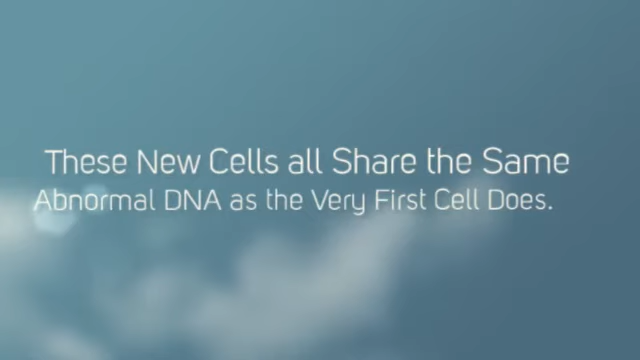 These New Cells all Share the Same
Abnormal DNA as the Very First Cell Does.